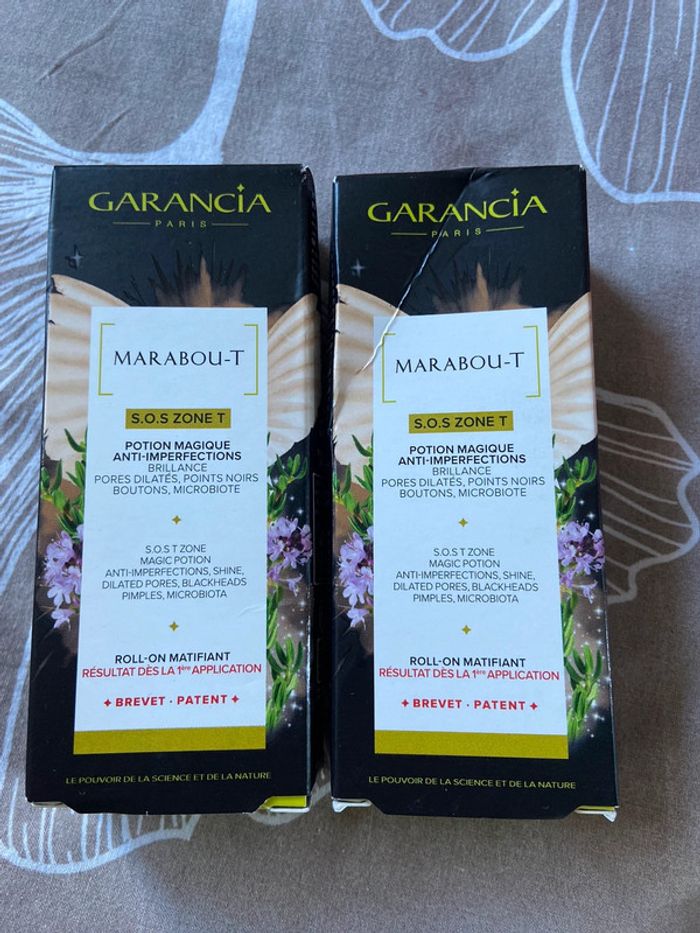 GARANCIA
PARIS
MARABOU-T
S.O.S ZONE T
POTION MAGIQUE
ANTI-IMPERFECTIONS
BRILLANCE
PORES DILATÉS, POINTS NOIRS
BOUTONS, MICROBIOTE
S.O.S T ZONE
MAGIC POTION
ANTI-IMPERFECTIONS, SHINE,
DILATED PORES, BLACKHEADS
PIMPLES, MICROBIOTA
ROLL-ON MATIFIANT
RÉSULTAT DÈS LA 1ère APPLICATION
BREVET · PATENT
LE POUVOIR DE LA SCIENCE ET DE LA NATURE
GARANCIA
PARIS
MARABOU-T
S.O.S ZONE T
POTION MAGIQUE
ANTI-IMPERFECTIONS
BRILLANCE
PORES DILATÉS, POINTS NOIRS
BOUTONS, MICROBIOTE
S.O.S T ZONE
MAGIC POTION
ANTI-IMPERFECTIONS, SHINE,
DILATED PORES, BLACKHEADS
PIMPLES, MICROBIOTA
ROLL-ON MATIFIANT
RÉSULTAT DÈS LA 1ère APPLICATION
BREVET · PATENT
LE POUVOIR DE LA SCIENCE ET DE LA NATURE